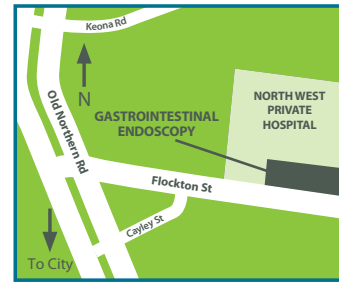 Keona Rd
N
Old Northern Rd
NORTH WEST
PRIVATE
HOSPITAL
GASTROINTESTINAL
ENDOSCOPY
Flockton St
Cayley St
To City